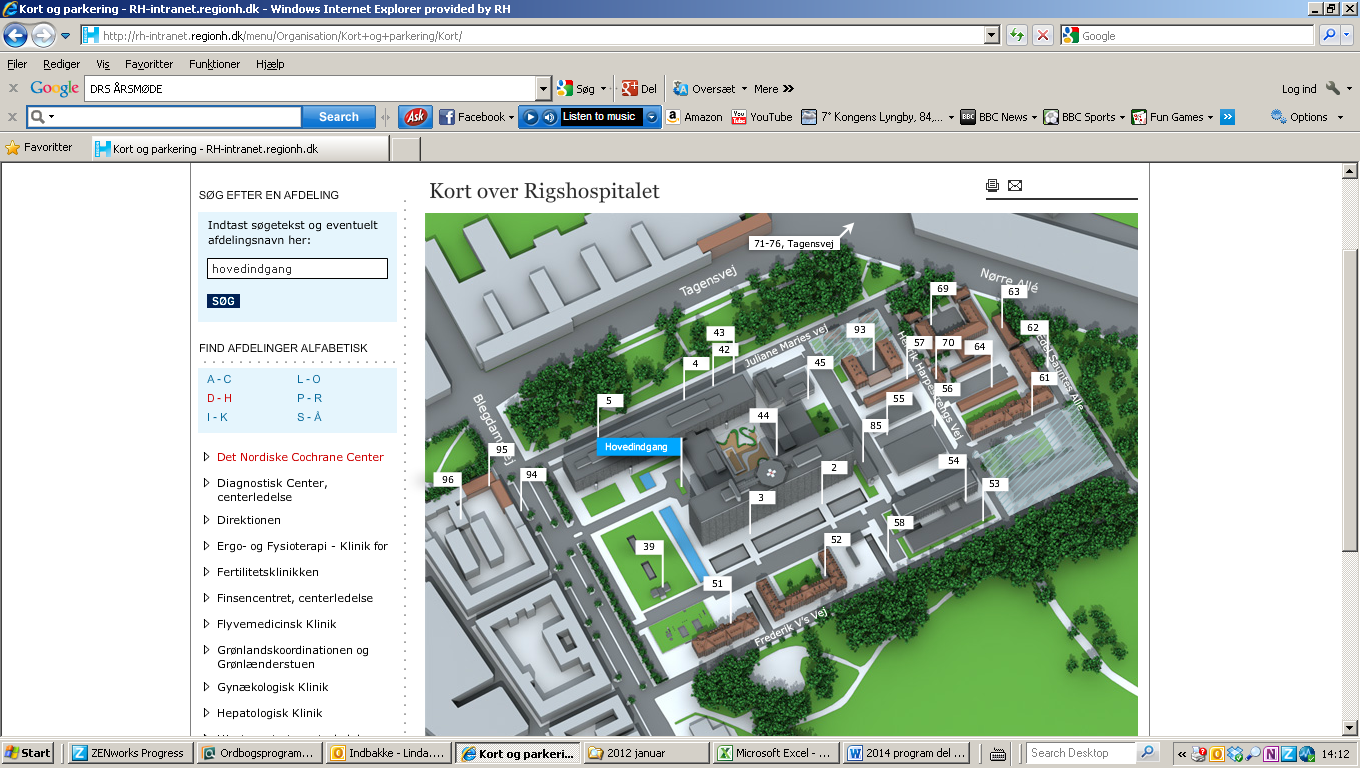 Kort og parkering - RH-intranet.regionh.dk - Windows Internet Explorer provided by RH
http://rh-intranet.regionh.dk/menu/Organisation/Kort+og+parkering/Kort/
Google
Filer Rediger Vis Favoritter Funktioner Hjælp
x Google DRS ÅRSMØDE Søg Del Oversæt Mere Log ind
x Search Ask Facebook Listen to music Amazon YouTube 7° Kongens Lyngby, 84,... BBC News BBC Sports Fun Games Options
Favoritter Kort og parkering - RH-intranet.regionh.dk
SØG EFTER EN AFDELING
Indtast søgetekst og eventuelt
afdelingsnavn her:
hovedindgang
SØG
FIND AFDELINGER ALFABETISK
A - C L - O
D - H P - R
I - K S - Å
Det Nordiske Cochrane Center
Diagnostisk Center,
centerledelse
Direktionen
Ergo- og Fysioterapi - Klinik for
Fertilitetsklinikken
Finsencentret, centerledelse
Flyvemedicinsk Klinik
Grønlandskoordinationen og
Grønlænderstuen
Gynækologisk Klinik
Hepatologisk Klinik
Kort over Rigshospitalet
71-76, Tagensvej
Tagensvej
Nørre Allé
69
63
43
93
62
42
Juliane Maries vej
57
70
64
4
45
61
56
5
55
Blegdamsvej
44
85
Hovedindgang
95
54
2
94
96
53
3
58
52
39
51
Frederik V's Vej
Start ZENworks Progress Ordbogsprogram... Indbakke - Linda.... Kort og parkeri... 2012 januar Microsoft Excel - ... 2014 program del ... Search Desktop 14:12